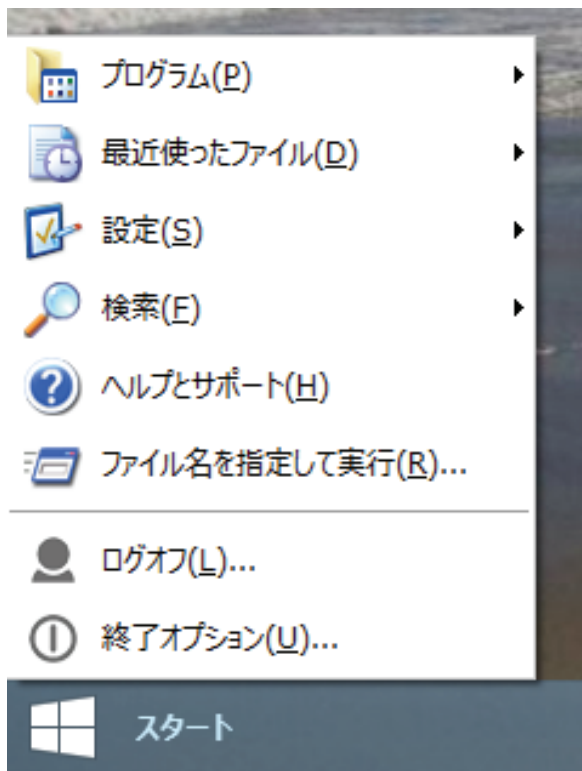 プログラム(P)
最近使ったファイル(D)
設定(S)
検索(F)
ヘルプとサポート(H)
ファイル名を指定して実行(R)...
ログオフ(L)...
終了オプション(U)...
スタート